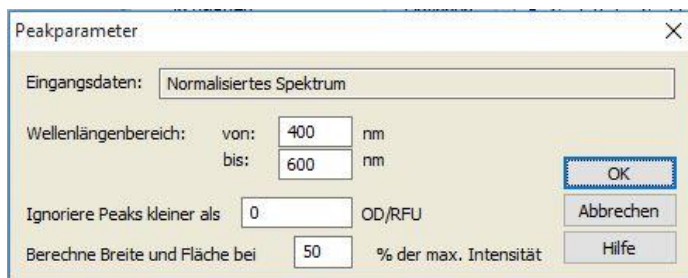 Peakparameter
Eingangsdaten: Normalisiertes Spektrum
Wellenlängenbereich: von: 400 nm
bis: 600 nm
OK
Ignoriere Peaks kleiner als 0 OD/RFU Abbrechen
Berechne Breite und Fläche bei 50 % der max. Intensität Hilfe